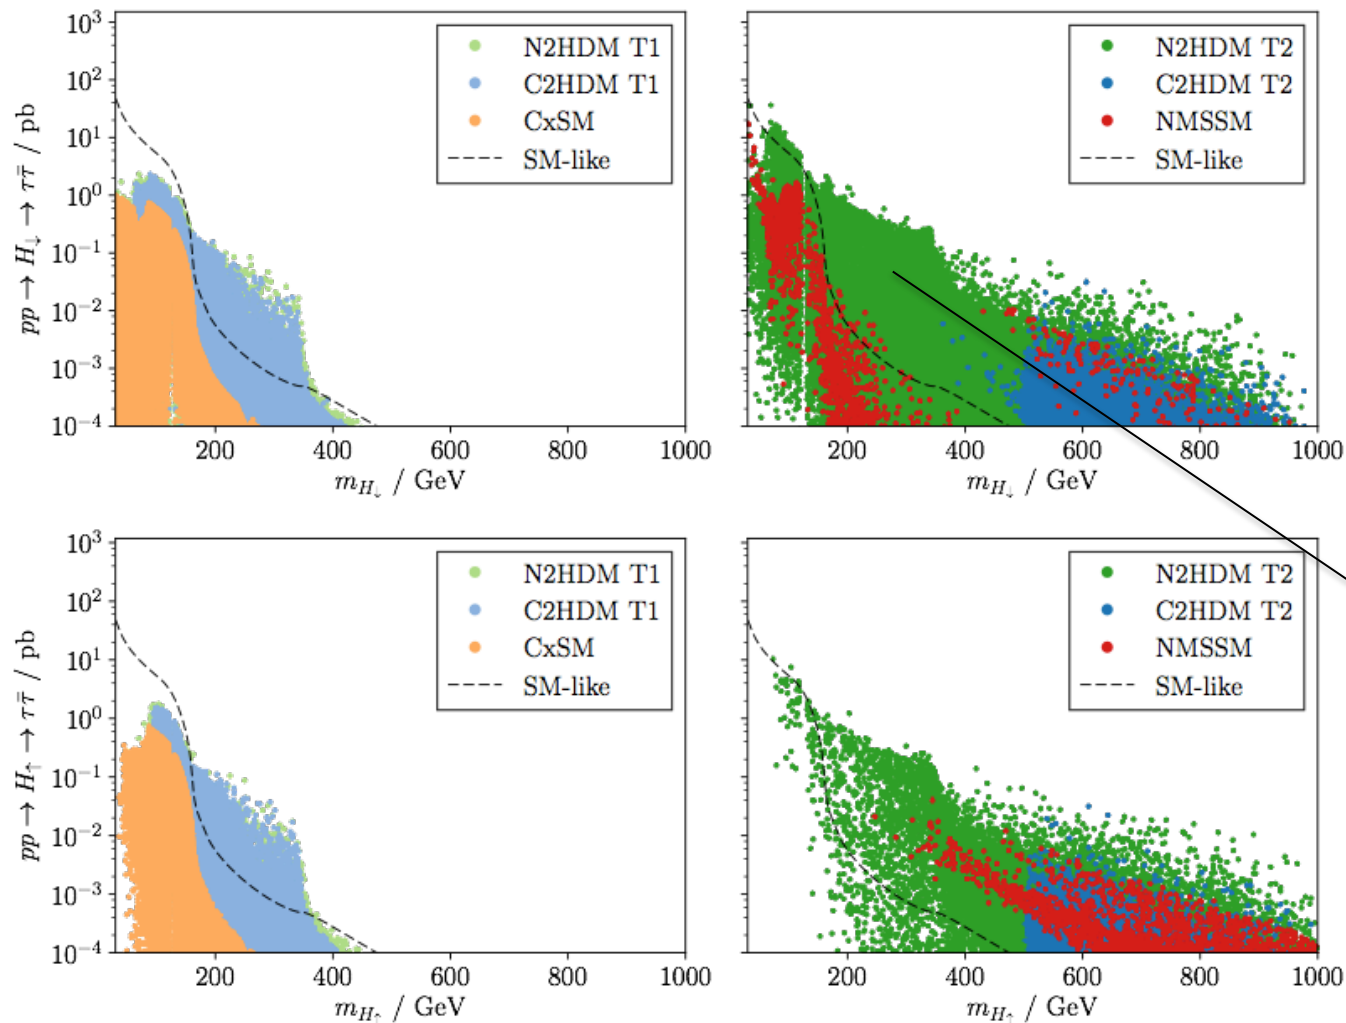 pp → H↓ → ττ̄ / pb
10³
10²
10¹
10⁰
10⁻¹
10⁻²
10⁻³
10⁻⁴
N2HDM T1
C2HDM T1
CxSM
SM-like
200 400 600 800 1000
m_{H↓} / GeV
N2HDM T2
C2HDM T2
NMSSM
SM-like
200 400 600 800 1000
m_{H↓} / GeV
pp → H↑ → ττ̄ / pb
10³
10²
10¹
10⁰
10⁻¹
10⁻²
10⁻³
10⁻⁴
N2HDM T1
C2HDM T1
CxSM
SM-like
200 400 600 800 1000
m_{H↑} / GeV
N2HDM T2
C2HDM T2
NMSSM
SM-like
200 400 600 800 1000
m_{H↑} / GeV